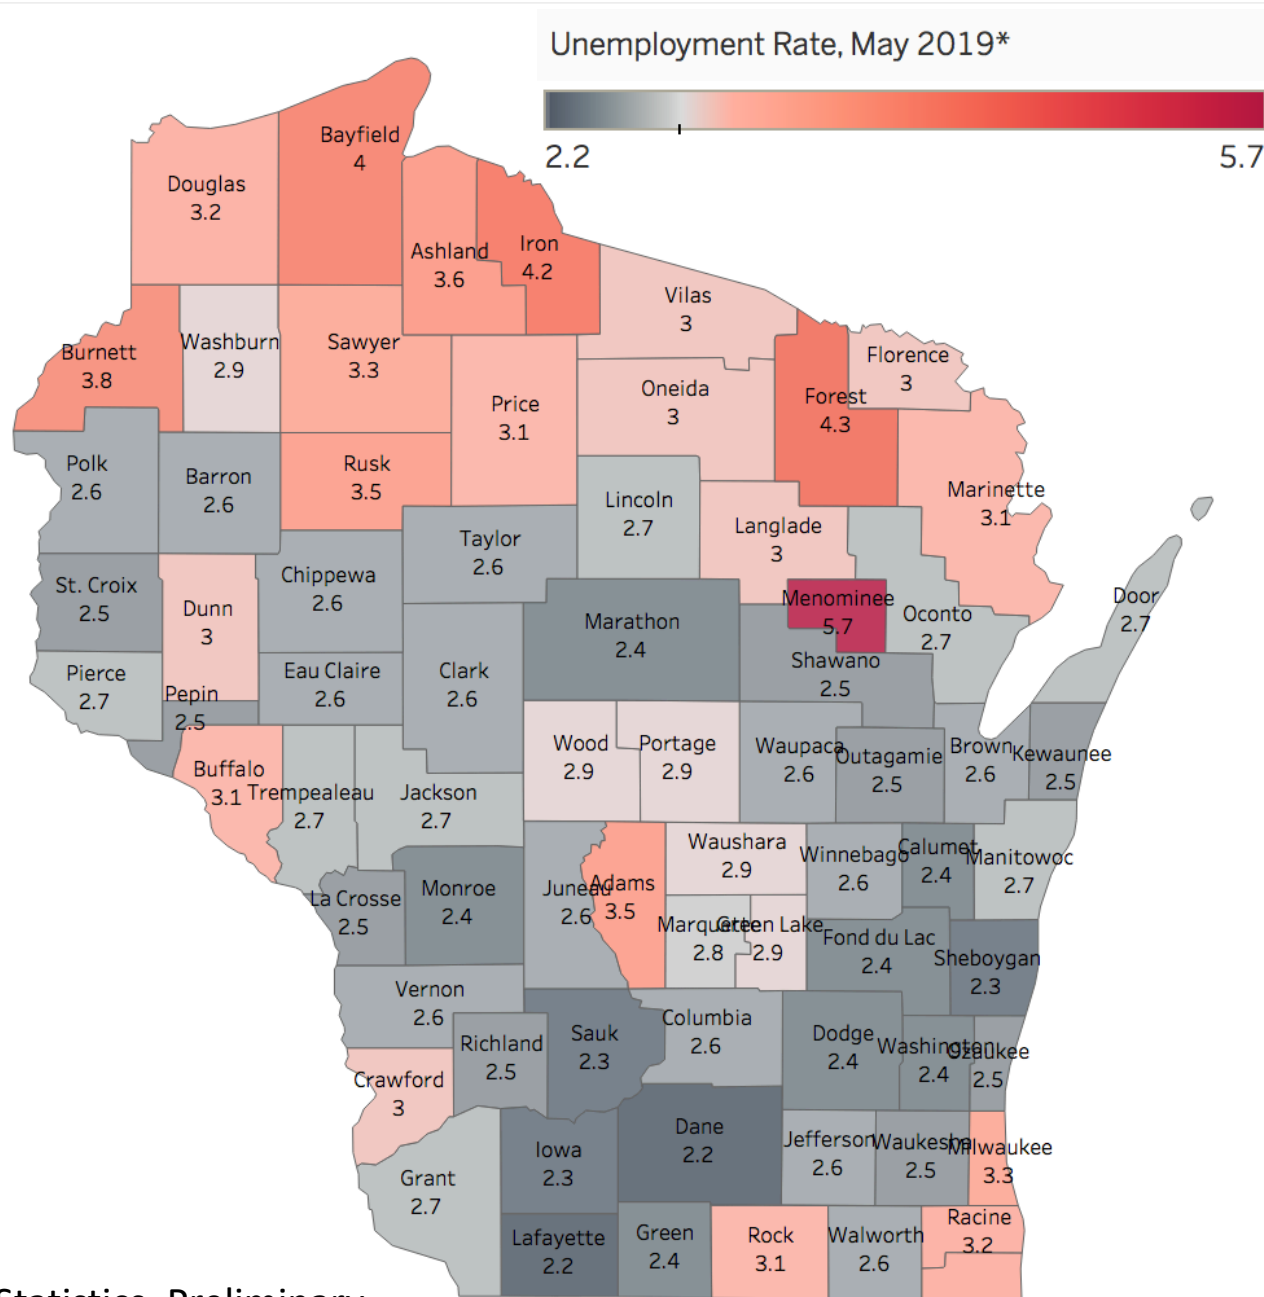 Unemployment Rate, May 2019*
2.2
5.7
Bayfield
4
Douglas
3.2
Ashland
3.6
Iron
4.2
Vilas
3
Burnett
3.8
Washburn
2.9
Sawyer
3.3
Florence
3
Oneida
3
Forest
4.3
Price
3.1
Polk
2.6
Barron
2.6
Rusk
3.5
Lincoln
2.7
Marinette
3.1
Langlade
3
Taylor
2.6
St. Croix
2.5
Chippewa
2.6
Dunn
3
Menominee
5.7
Door
2.7
Oconto
2.7
Marathon
2.4
Shawano
2.5
Pierce
2.7
Eau Claire
2.6
Clark
2.6
Pepin
2.5
Wood
2.9
Portage
2.9
Waupaca
2.6
Outagamie
2.5
Brown
2.6
Kewaunee
2.5
Buffalo
3.1
Trempealeau
2.7
Jackson
2.7
Waushara
2.9
Winnebago
2.6
Calumet
2.4
Manitowoc
2.7
La Crosse
2.5
Monroe
2.4
Juneau
2.6
Adams
3.5
Marquette
2.8
Green Lake
2.9
Fond du Lac
2.4
Sheboygan
2.3
Vernon
2.6
Richland
2.5
Sauk
2.3
Columbia
2.6
Dodge
2.4
Washington
2.4
Ozaukee
2.5
Crawford
3
Iowa
2.3
Dane
2.2
Jefferson
2.6
Waukesha
2.5
Milwaukee
3.3
Grant
2.7
Lafayette
2.2
Green
2.4
Rock
3.1
Walworth
2.6
Racine
3.2
Statistics, Preliminary